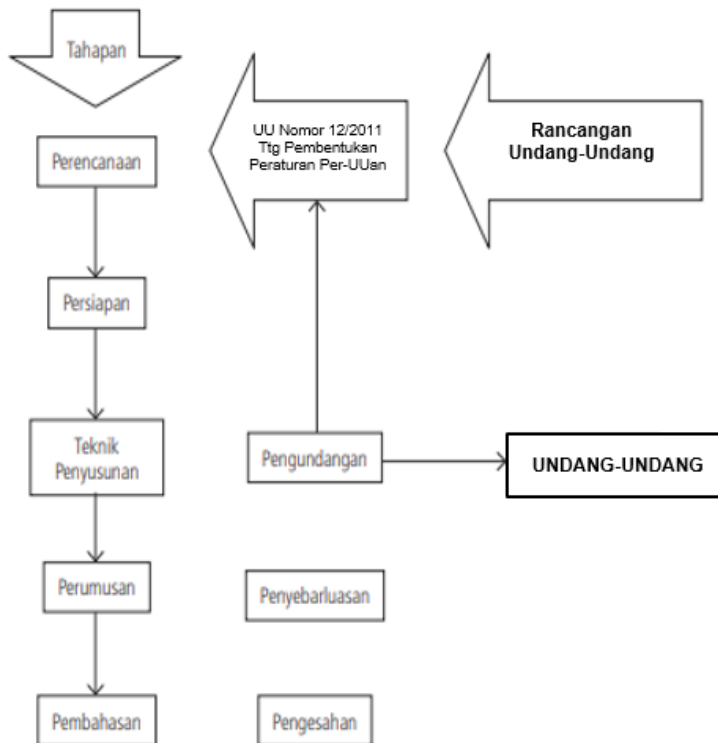 Tahapan
UU Nomor 12/2011
Ttg Pembentukan
Peraturan Per-UUan
Rancangan
Undang-Undang
Perencanaan
Persiapan
Teknik
Penyusunan
Pengundangan
UNDANG-UNDANG
Perumusan
Penyebarluasan
Pembahasan
Pengesahan